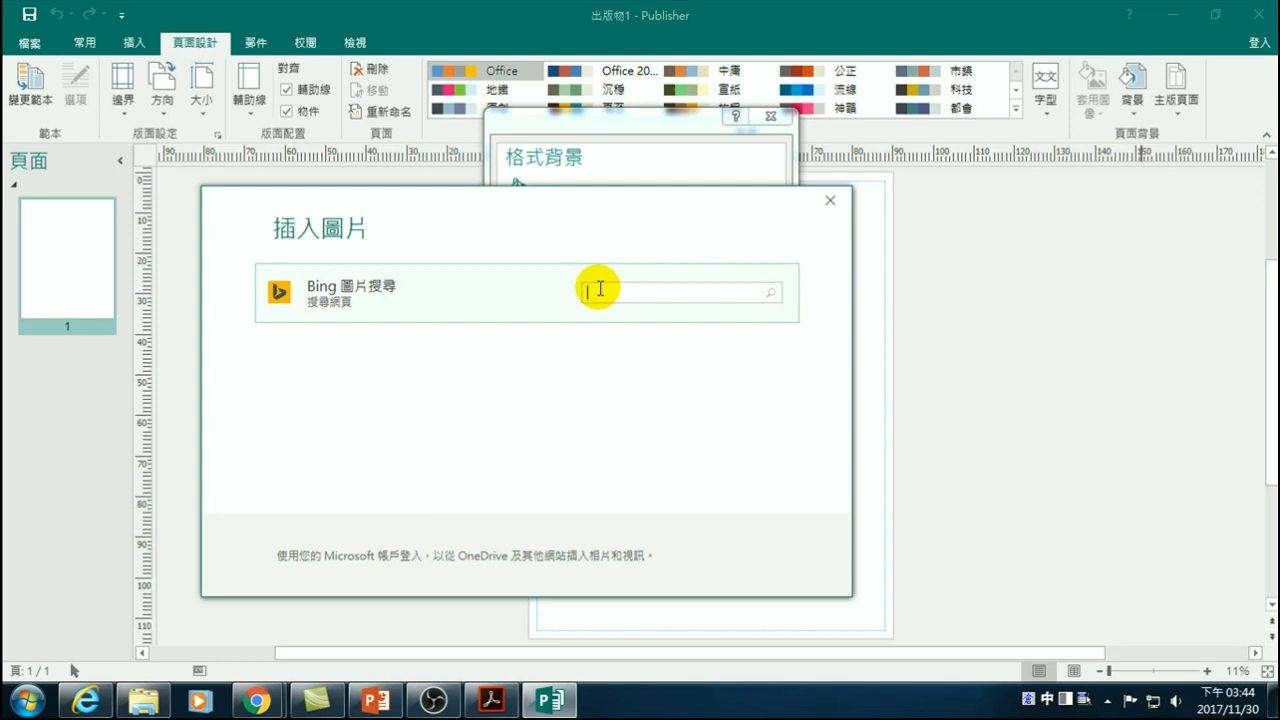 出版物1 - Publisher
檔案 常用 插入 頁面設計 郵件 校閱 檢視 登入
變更範本 選項 邊界 方向 大小 輔助線
對齊
輔助線
物件
刪除
移動
重新命名
Office Office 20... 中庸 公正 市鎮
地鐵 沉穩 宣紙 流線 科技
神韻 都會
字型 套用圖像 背景 主版頁面
範本 版面設定 版面配置 頁面 頁面背景
頁面
1
格式背景
插入圖片
Bing 圖片搜尋
搜尋網頁
使用您的 Microsoft 帳戶登入，以從 OneDrive 及其他網站插入相片和視訊。
頁: 1 / 1
11%
中
下午 03:44
2017/11/30